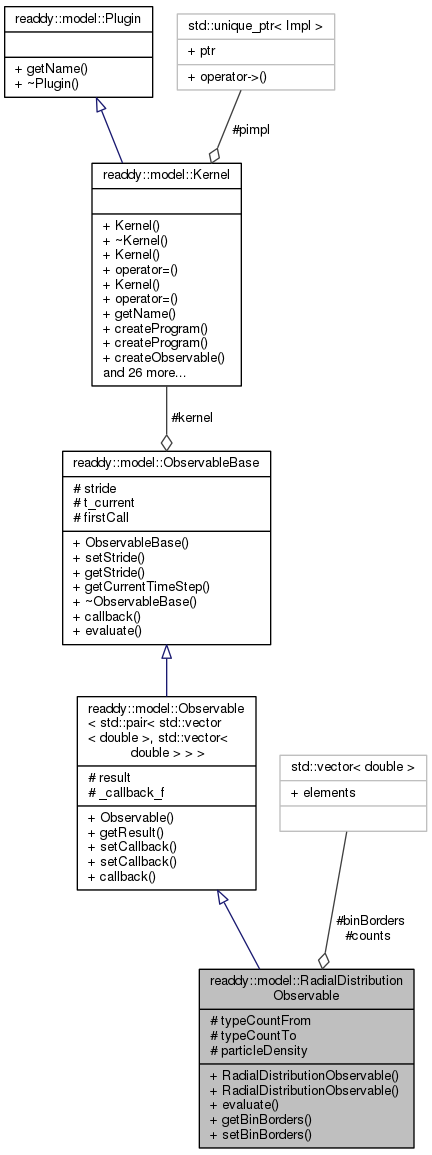 readdy::model::Plugin
+ getName()
+ ~Plugin()
std::unique_ptr< Impl >
+ ptr
+ operator->()
#pimpl
readdy::model::Kernel
+ Kernel()
+ ~Kernel()
+ Kernel()
+ operator=()
+ Kernel()
+ operator=()
+ getName()
+ createProgram()
+ createProgram()
+ createObservable()
and 26 more...
#kernel
readdy::model::ObservableBase
# stride
# t_current
# firstCall
+ ObservableBase()
+ setStride()
+ getStride()
+ getCurrentTimeStep()
+ ~ObservableBase()
+ callback()
+ evaluate()
readdy::model::Observable
< std::pair< std::vector
< double >, std::vector<
double > > >
# result
# _callback_f
+ Observable()
+ getResult()
+ setCallback()
+ setCallback()
+ callback()
std::vector< double >
+ elements
#binBorders
#counts
readdy::model::RadialDistribution
Observable
# typeCountFrom
# typeCountTo
# particleDensity
+ RadialDistributionObservable()
+ RadialDistributionObservable()
+ evaluate()
+ getBinBorders()
+ setBinBorders()